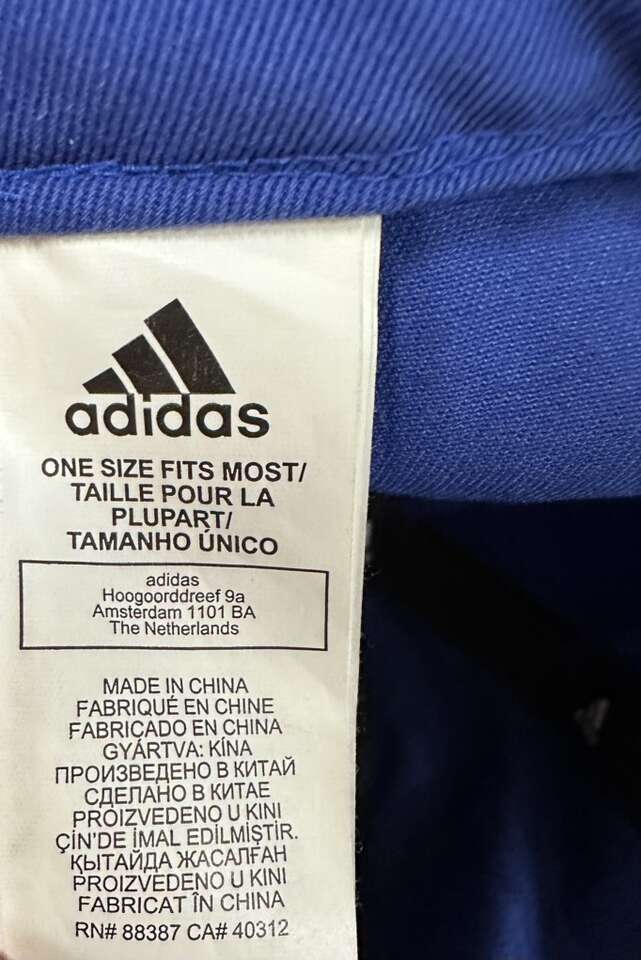 adidas
ONE SIZE FITS MOST/
TAILLE POUR LA
PLUPART/
TAMANHO ÚNICO
adidas
Hoogoorddreef 9a
Amsterdam 1101 BA
The Netherlands
MADE IN CHINA
FABRIQUÉ EN CHINE
FABRICADO EN CHINA
GYÁRTVA: KÍNA
ПРОИЗВЕДЕНО В КИТАЙ
СДЕЛАНО В КИТАЕ
PROIZVEDENO U KINI
ÇİN'DE İMAL EDİLMİŞTİR.
ҚЫТАЙДА ЖАСАЛҒАН
PROIZVEDENO U KINI
FABRICAT ÎN CHINA
RN# 88387 CA# 40312